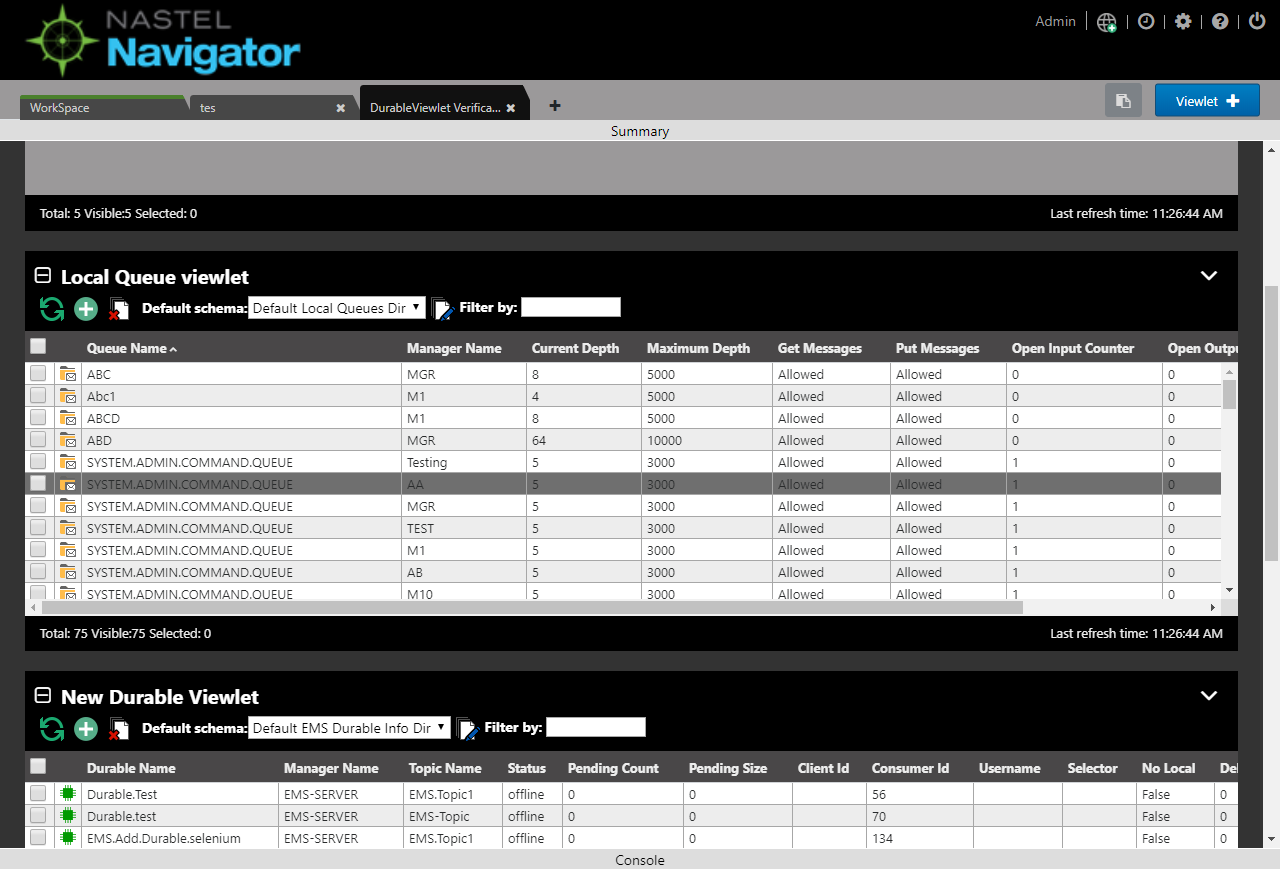 NASTEL
Navigator
Admin
WorkSpace
tes
DurableViewlet Verifica...
Viewlet
Summary
Total: 5 Visible:5 Selected: 0
Last refresh time: 11:26:44 AM
Local Queue viewlet
Default schema: Default Local Queues Dir Filter by:
Queue Name Manager Name Current Depth Maximum Depth Get Messages Put Messages Open Input Counter Open Outpu
ABC MGR 8 5000 Allowed Allowed 0 0
Abc1 M1 4 5000 Allowed Allowed 0 0
ABCD M1 8 5000 Allowed Allowed 0 0
ABD MGR 64 10000 Allowed Allowed 0 0
SYSTEM.ADMIN.COMMAND.QUEUE Testing 5 3000 Allowed Allowed 1 0
SYSTEM.ADMIN.COMMAND.QUEUE AA 5 3000 Allowed Allowed 1 0
SYSTEM.ADMIN.COMMAND.QUEUE MGR 5 3000 Allowed Allowed 1 0
SYSTEM.ADMIN.COMMAND.QUEUE TEST 5 3000 Allowed Allowed 1 0
SYSTEM.ADMIN.COMMAND.QUEUE M1 5 3000 Allowed Allowed 1 0
SYSTEM.ADMIN.COMMAND.QUEUE AB 5 3000 Allowed Allowed 1 0
SYSTEM.ADMIN.COMMAND.QUEUE M10 5 3000 Allowed Allowed 1 0
Total: 75 Visible:75 Selected: 0
Last refresh time: 11:26:44 AM
New Durable Viewlet
Default schema: Default EMS Durable Info Dir Filter by:
Durable Name Manager Name Topic Name Status Pending Count Pending Size Client Id Consumer Id Username Selector No Local Del
Durable.Test EMS-SERVER EMS.Topic1 offline 0 0 56 False 0
Durable.test EMS-SERVER EMS-Topic offline 0 0 70 False 0
EMS.Add.Durable.selenium EMS-SERVER EMS.Topic1 offline 0 0 134 False 0
Console